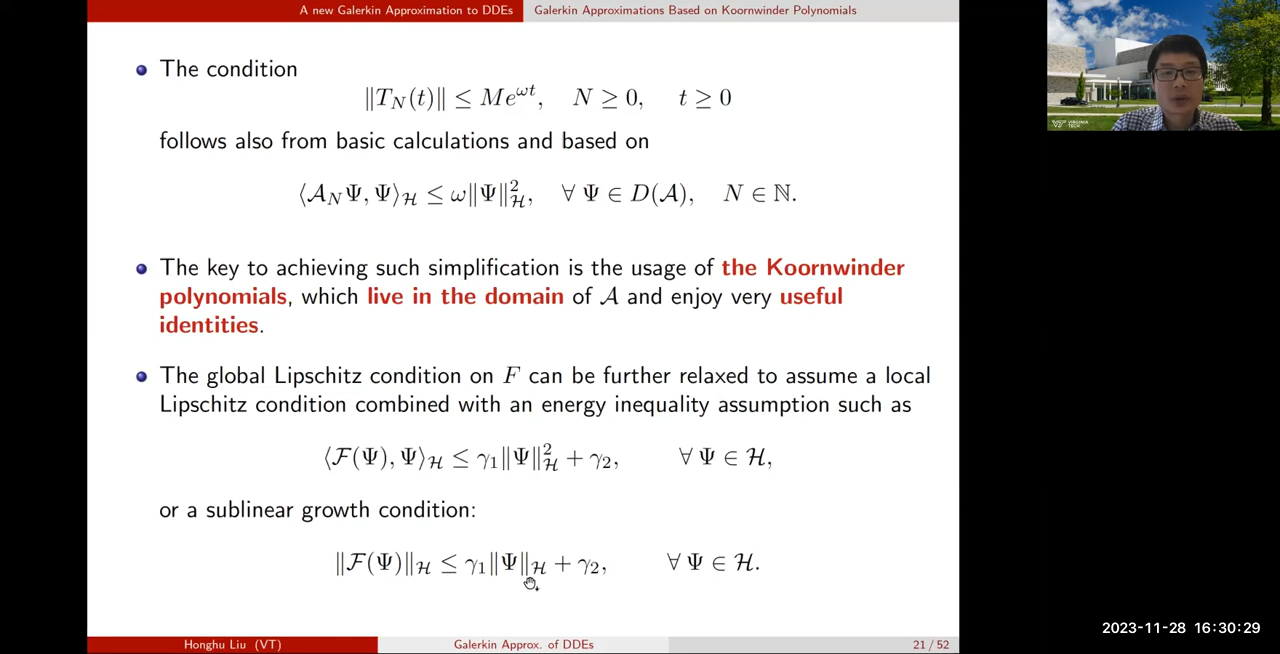 A new Galerkin Approximation to DDEs Galerkin Approximations Based on Koornwinder Polynomials
The condition
‖T_N(t)‖ ≤ Me^{ωt}, N ≥ 0, t ≥ 0
follows also from basic calculations and based on
⟨𝒜_NΨ, Ψ⟩_ℋ ≤ ω‖Ψ‖²_ℋ, ∀ Ψ ∈ D(𝒜), N ∈ ℕ.
The key to achieving such simplification is the usage of the Koornwinder
polynomials, which live in the domain of 𝒜 and enjoy very useful
identities.
The global Lipschitz condition on F can be further relaxed to assume a local
Lipschitz condition combined with an energy inequality assumption such as
⟨ℱ(Ψ), Ψ⟩_ℋ ≤ γ₁‖Ψ‖²_ℋ + γ₂, ∀ Ψ ∈ ℋ,
or a sublinear growth condition:
‖ℱ(Ψ)‖_ℋ ≤ γ₁‖Ψ‖_ℋ + γ₂, ∀ Ψ ∈ ℋ.
Honghu Liu (VT) Galerkin Approx. of DDEs 21 / 52
VIRGINIA TECH
2023-11-28 16:30:29